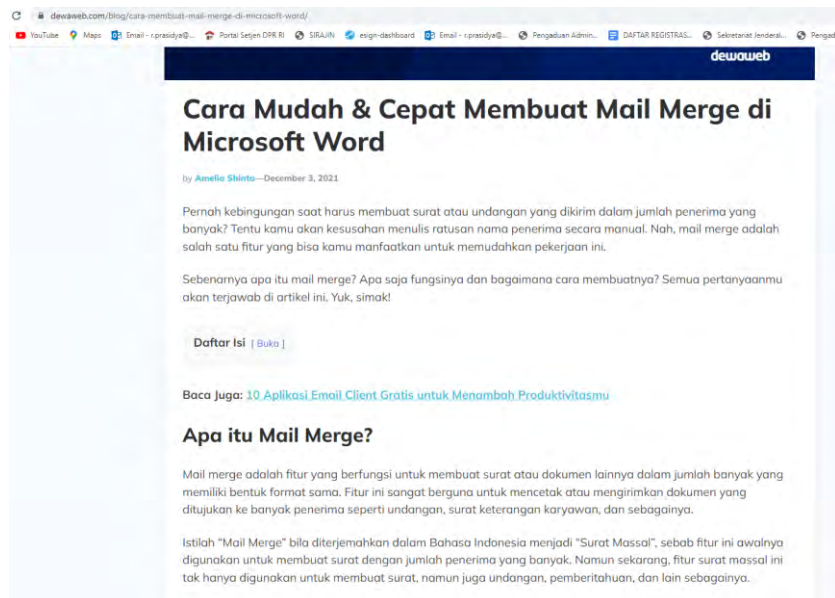 dewaweb.com/blog/cara-membuat-mail-merge-di-microsoft-word/
YouTube Maps Email - r.prasidya@... Portal Setjen DPR RI SIRAJIN esign-dashboard Email - r.prasidya@... Pengaduan Admin... DAFTAR REGISTRAS... Sekretariat Jenderal... Pengad
dewaweb
Cara Mudah & Cepat Membuat Mail Merge di
Microsoft Word
by Amelia Shinta—December 3, 2021
Pernah kebingungan saat harus membuat surat atau undangan yang dikirim dalam jumlah penerima yang
banyak? Tentu kamu akan kesusahan menulis ratusan nama penerima secara manual. Nah, mail merge adalah
salah satu fitur yang bisa kamu manfaatkan untuk memudahkan pekerjaan ini.
Sebenarnya apa itu mail merge? Apa saja fungsinya dan bagaimana cara membuatnya? Semua pertanyaanmu
akan terjawab di artikel ini. Yuk, simak!
Daftar Isi [ Buka ]
Baca Juga: 10 Aplikasi Email Client Gratis untuk Menambah Produktivitasmu
Apa itu Mail Merge?
Mail merge adalah fitur yang berfungsi untuk membuat surat atau dokumen lainnya dalam jumlah banyak yang
memiliki bentuk format sama. Fitur ini sangat berguna untuk mencetak atau mengirimkan dokumen yang
ditujukan ke banyak penerima seperti undangan, surat keterangan karyawan, dan sebagainya.
Istilah “Mail Merge” bila diterjemahkan dalam Bahasa Indonesia menjadi “Surat Massal”, sebab fitur ini awalnya
digunakan untuk membuat surat dengan jumlah penerima yang banyak. Namun sekarang, fitur surat massal ini
tak hanya digunakan untuk membuat surat, namun juga undangan, pemberitahuan, dan lain sebagainya.